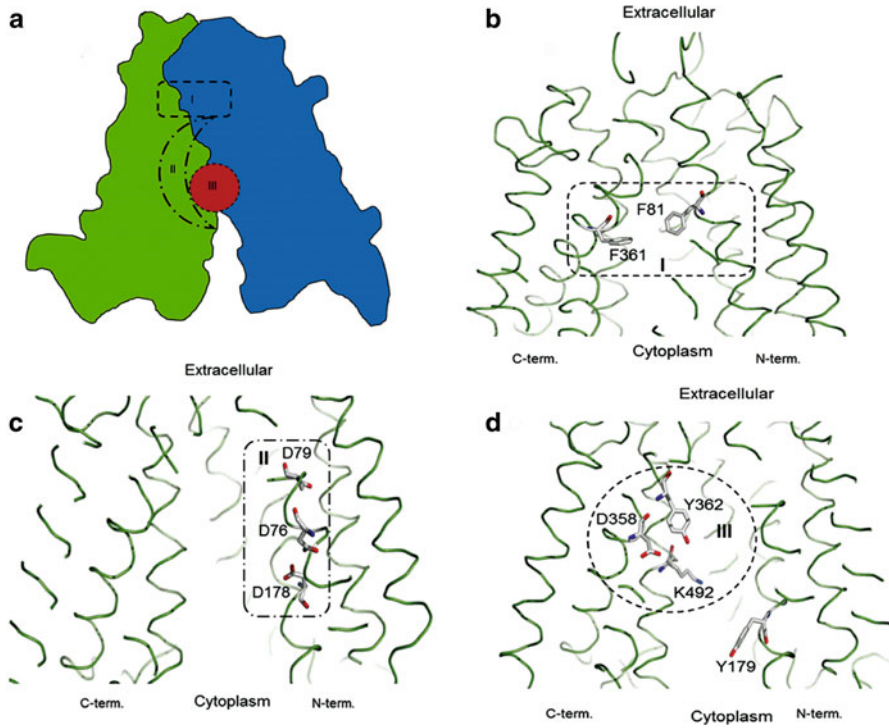 a
I
II
III
b
Extracellular
F81
F361
I
C-term.
Cytoplasm
N-term.
c
Extracellular
II
D79
D76
D178
C-term.
Cytoplasm
N-term.
d
Extracellular
Y362
D358
III
K492
Y179
C-term.
Cytoplasm
N-term.